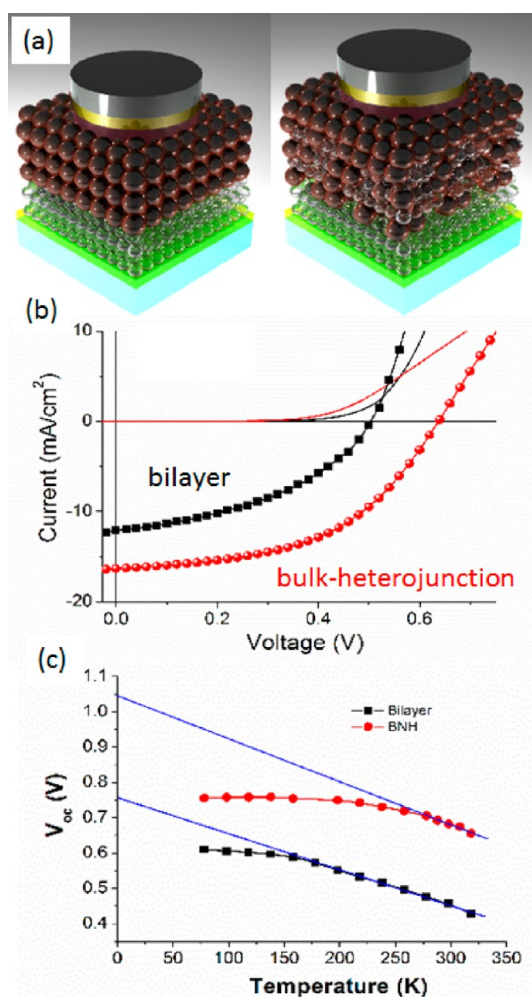 (a)
(b)
10
0
-10
-20
Current (mA/cm²)
bilayer
bulk-heterojunction
0.0 0.2 0.4 0.6
Voltage (V)
(c)
1.1
1.0
0.9
0.8
0.7
0.6
0.5
0.4
Voc (V)
Bilayer
BNH
0 50 100 150 200 250 300 350
Temperature (K)